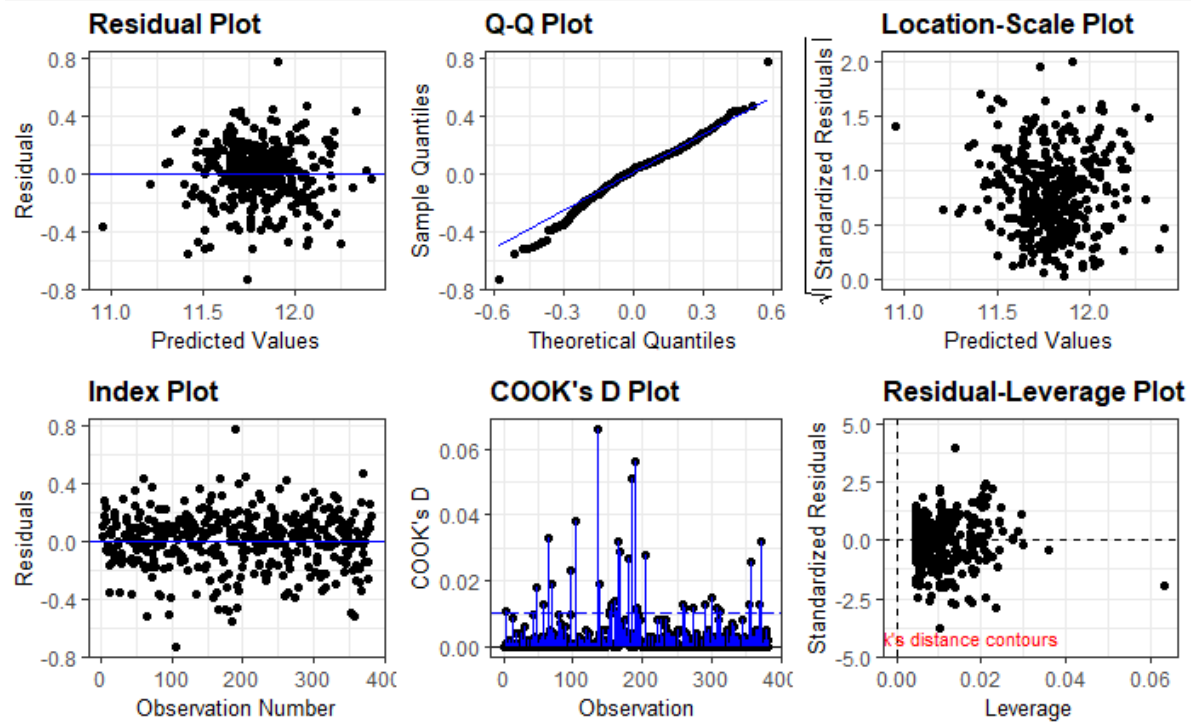 Residual Plot
0.8
0.4
0.0
-0.4
-0.8
Residuals
11.0 11.5 12.0
Predicted Values
Q-Q Plot
0.8
0.4
0.0
-0.4
-0.8
Sample Quantiles
-0.6 -0.3 0.0 0.3 0.6
Theoretical Quantiles
Location-Scale Plot
2.0
1.5
1.0
0.5
0.0
√| Standardized Residuals |
11.0 11.5 12.0
Predicted Values
Index Plot
0.8
0.4
0.0
-0.4
-0.8
Residuals
0 100 200 300 400
Observation Number
COOK's D Plot
0.06
0.04
0.02
0.00
COOK's D
0 100 200 300 400
Observation
Residual-Leverage Plot
5.0
2.5
0.0
-2.5
-5.0
Standardized Residuals
k's distance contours
0.00 0.02 0.04 0.06
Leverage